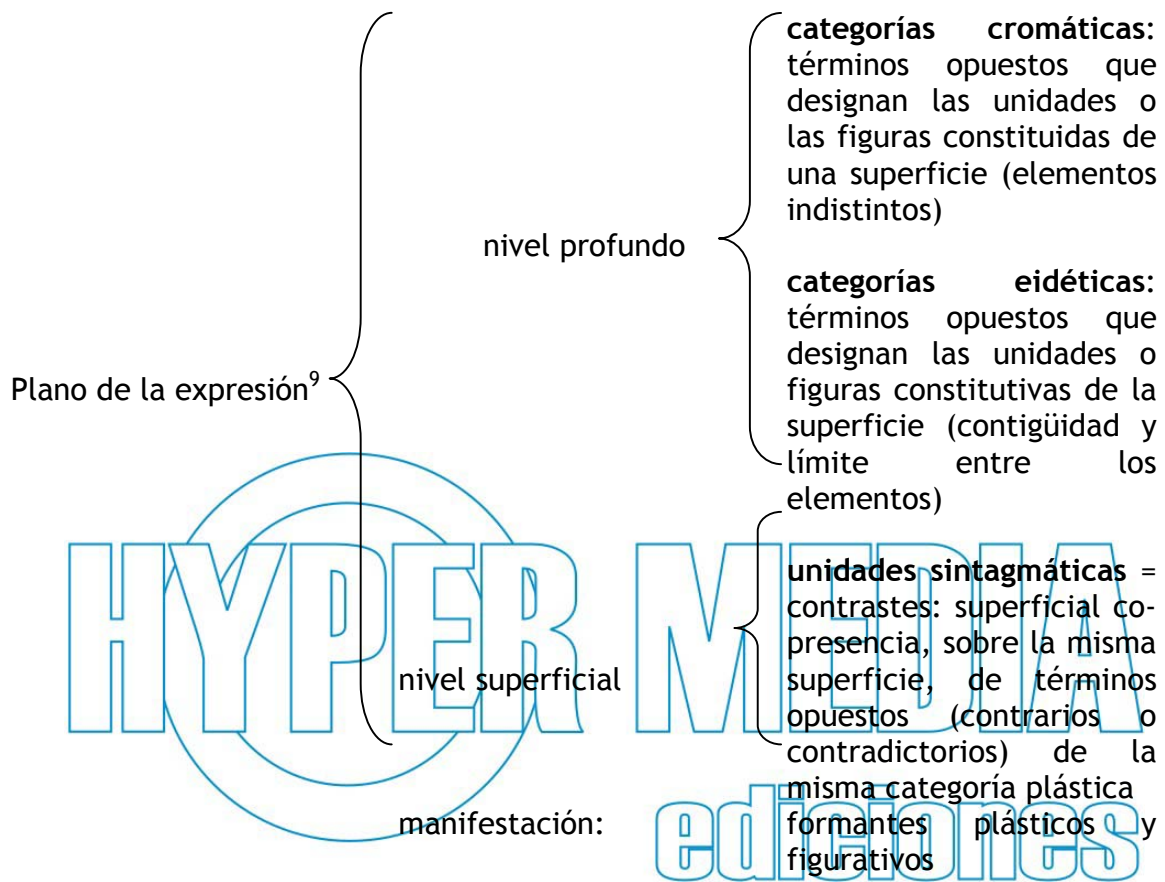 categorías cromáticas:
términos opuestos que
designan las unidades o
las figuras constituidas de
una superficie (elementos
indistintos)
nivel profundo
categorías eidéticas:
términos opuestos que
designan las unidades o
figuras constitutivas de la
superficie (contigüidad y
límite entre los
elementos)
Plano de la expresión⁹
unidades sintagmáticas =
contrastes: superficial co-
presencia, sobre la misma
superficie, de términos
opuestos (contrarios o
contradictorios) de la
misma categoría plástica
nivel superficial
manifestación:
formantes plásticos y
figurativos
HYPERMEDIA
ediciones